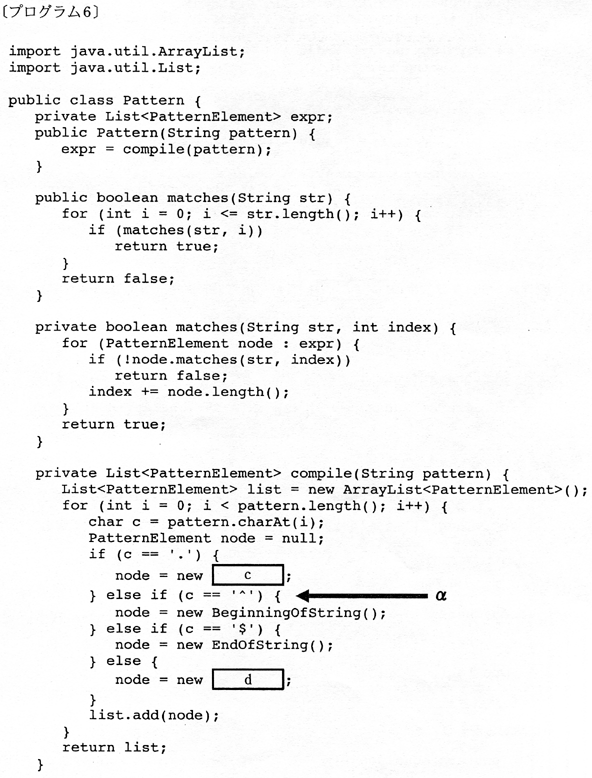 〔プログラム6〕
import java.util.ArrayList;
import java.util.List;
public class Pattern {
private List<PatternElement> expr;
public Pattern(String pattern) {
expr = compile(pattern);
}
public boolean matches(String str) {
for (int i = 0; i <= str.length(); i++) {
if (matches(str, i))
return true;
}
return false;
}
private boolean matches(String str, int index) {
for (PatternElement node : expr) {
if (!node.matches(str, index))
return false;
index += node.length();
}
return true;
}
private List<PatternElement> compile(String pattern) {
List<PatternElement> list = new ArrayList<PatternElement>();
for (int i = 0; i < pattern.length(); i++) {
char c = pattern.charAt(i);
PatternElement node = null;
if (c == '.') {
node = new c ;
} else if (c == '^') { α
node = new BeginningOfString();
} else if (c == '$') {
node = new EndOfString();
} else {
node = new d ;
}
list.add(node);
}
return list;
}